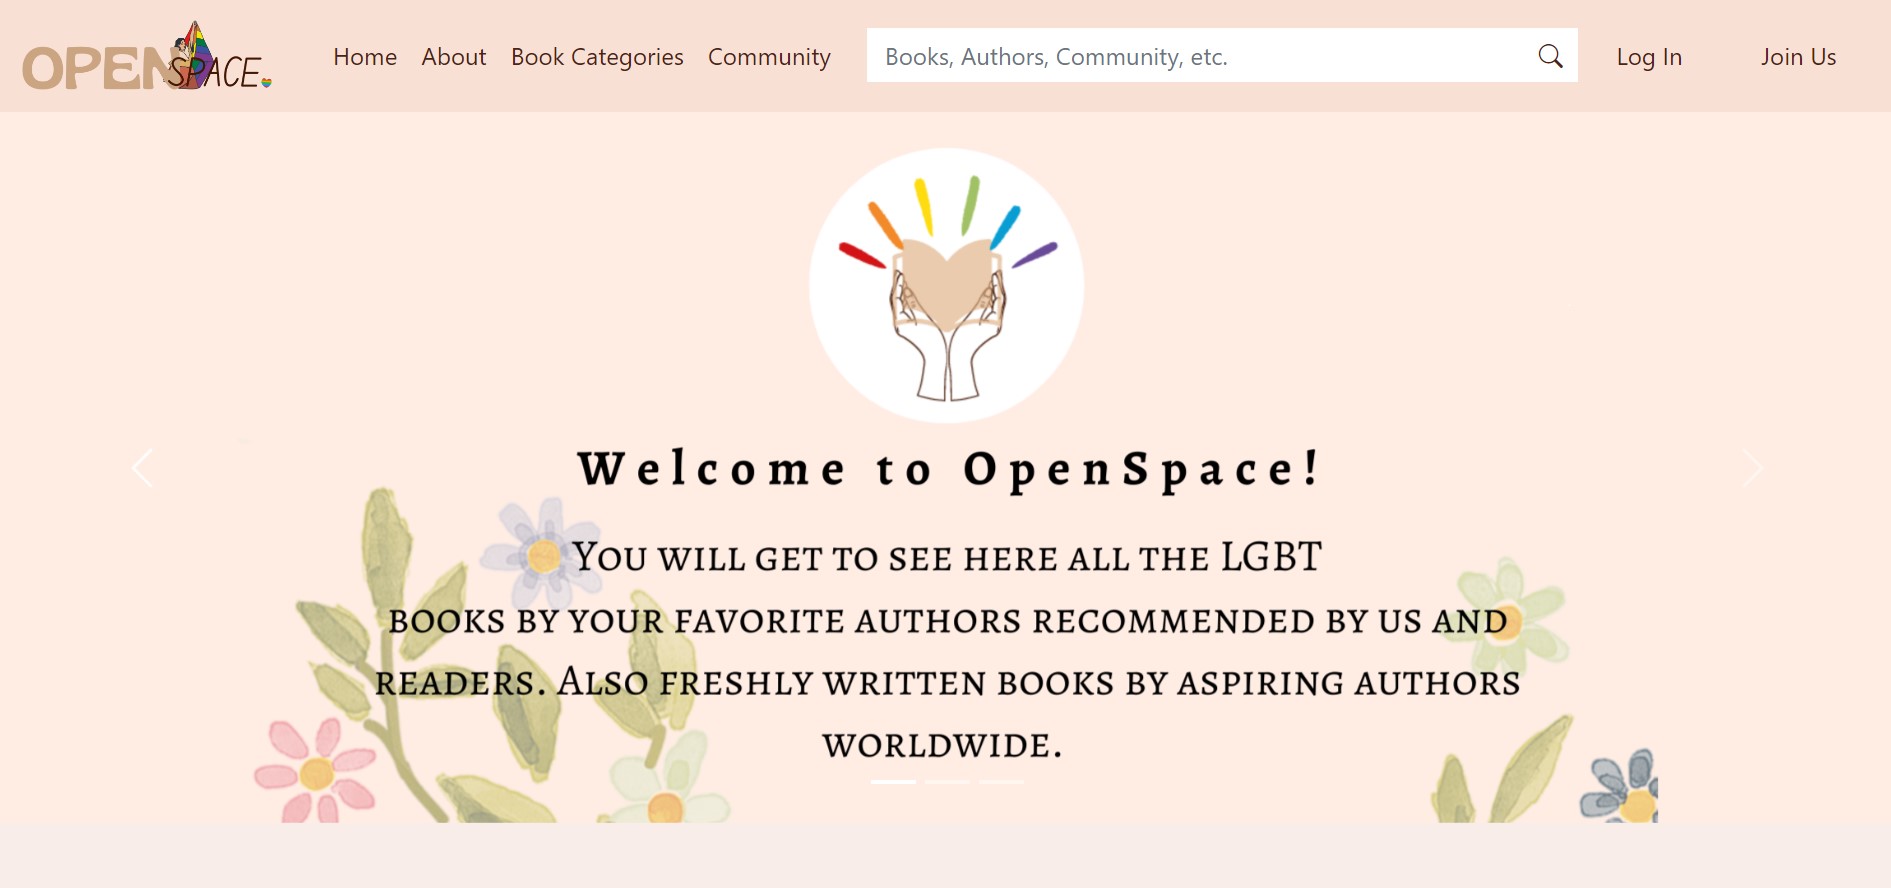 OPEN SPACE.
Home About Book Categories Community Books, Authors, Community, etc. Log In Join Us
Welcome to OpenSpace!
You will get to see here all the LGBT
books by your favorite authors recommended by us and
readers. Also freshly written books by aspiring authors
worldwide.